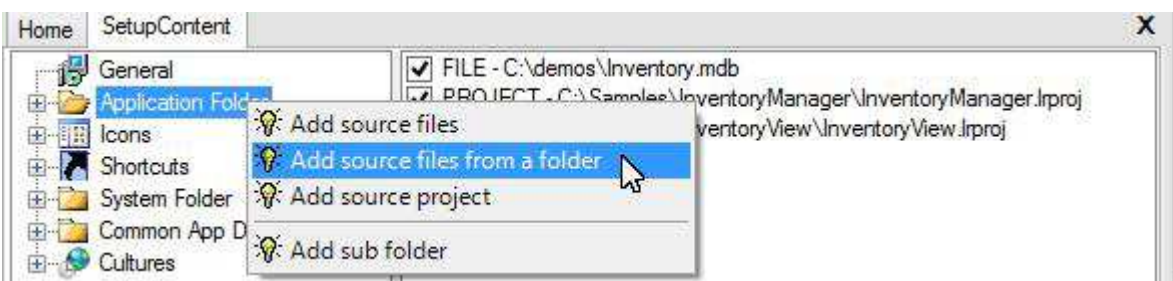 Home SetupContent X
General
Application Folder
Icons
Shortcuts
System Folder
Common App D
Cultures
FILE - C:\demos\Inventory.mdb
PROJECT - C:\Samples\InventoryManager\InventoryManager.lrproj
ventoryView\InventoryView.lrproj
Add source files
Add source files from a folder
Add source project
Add sub folder